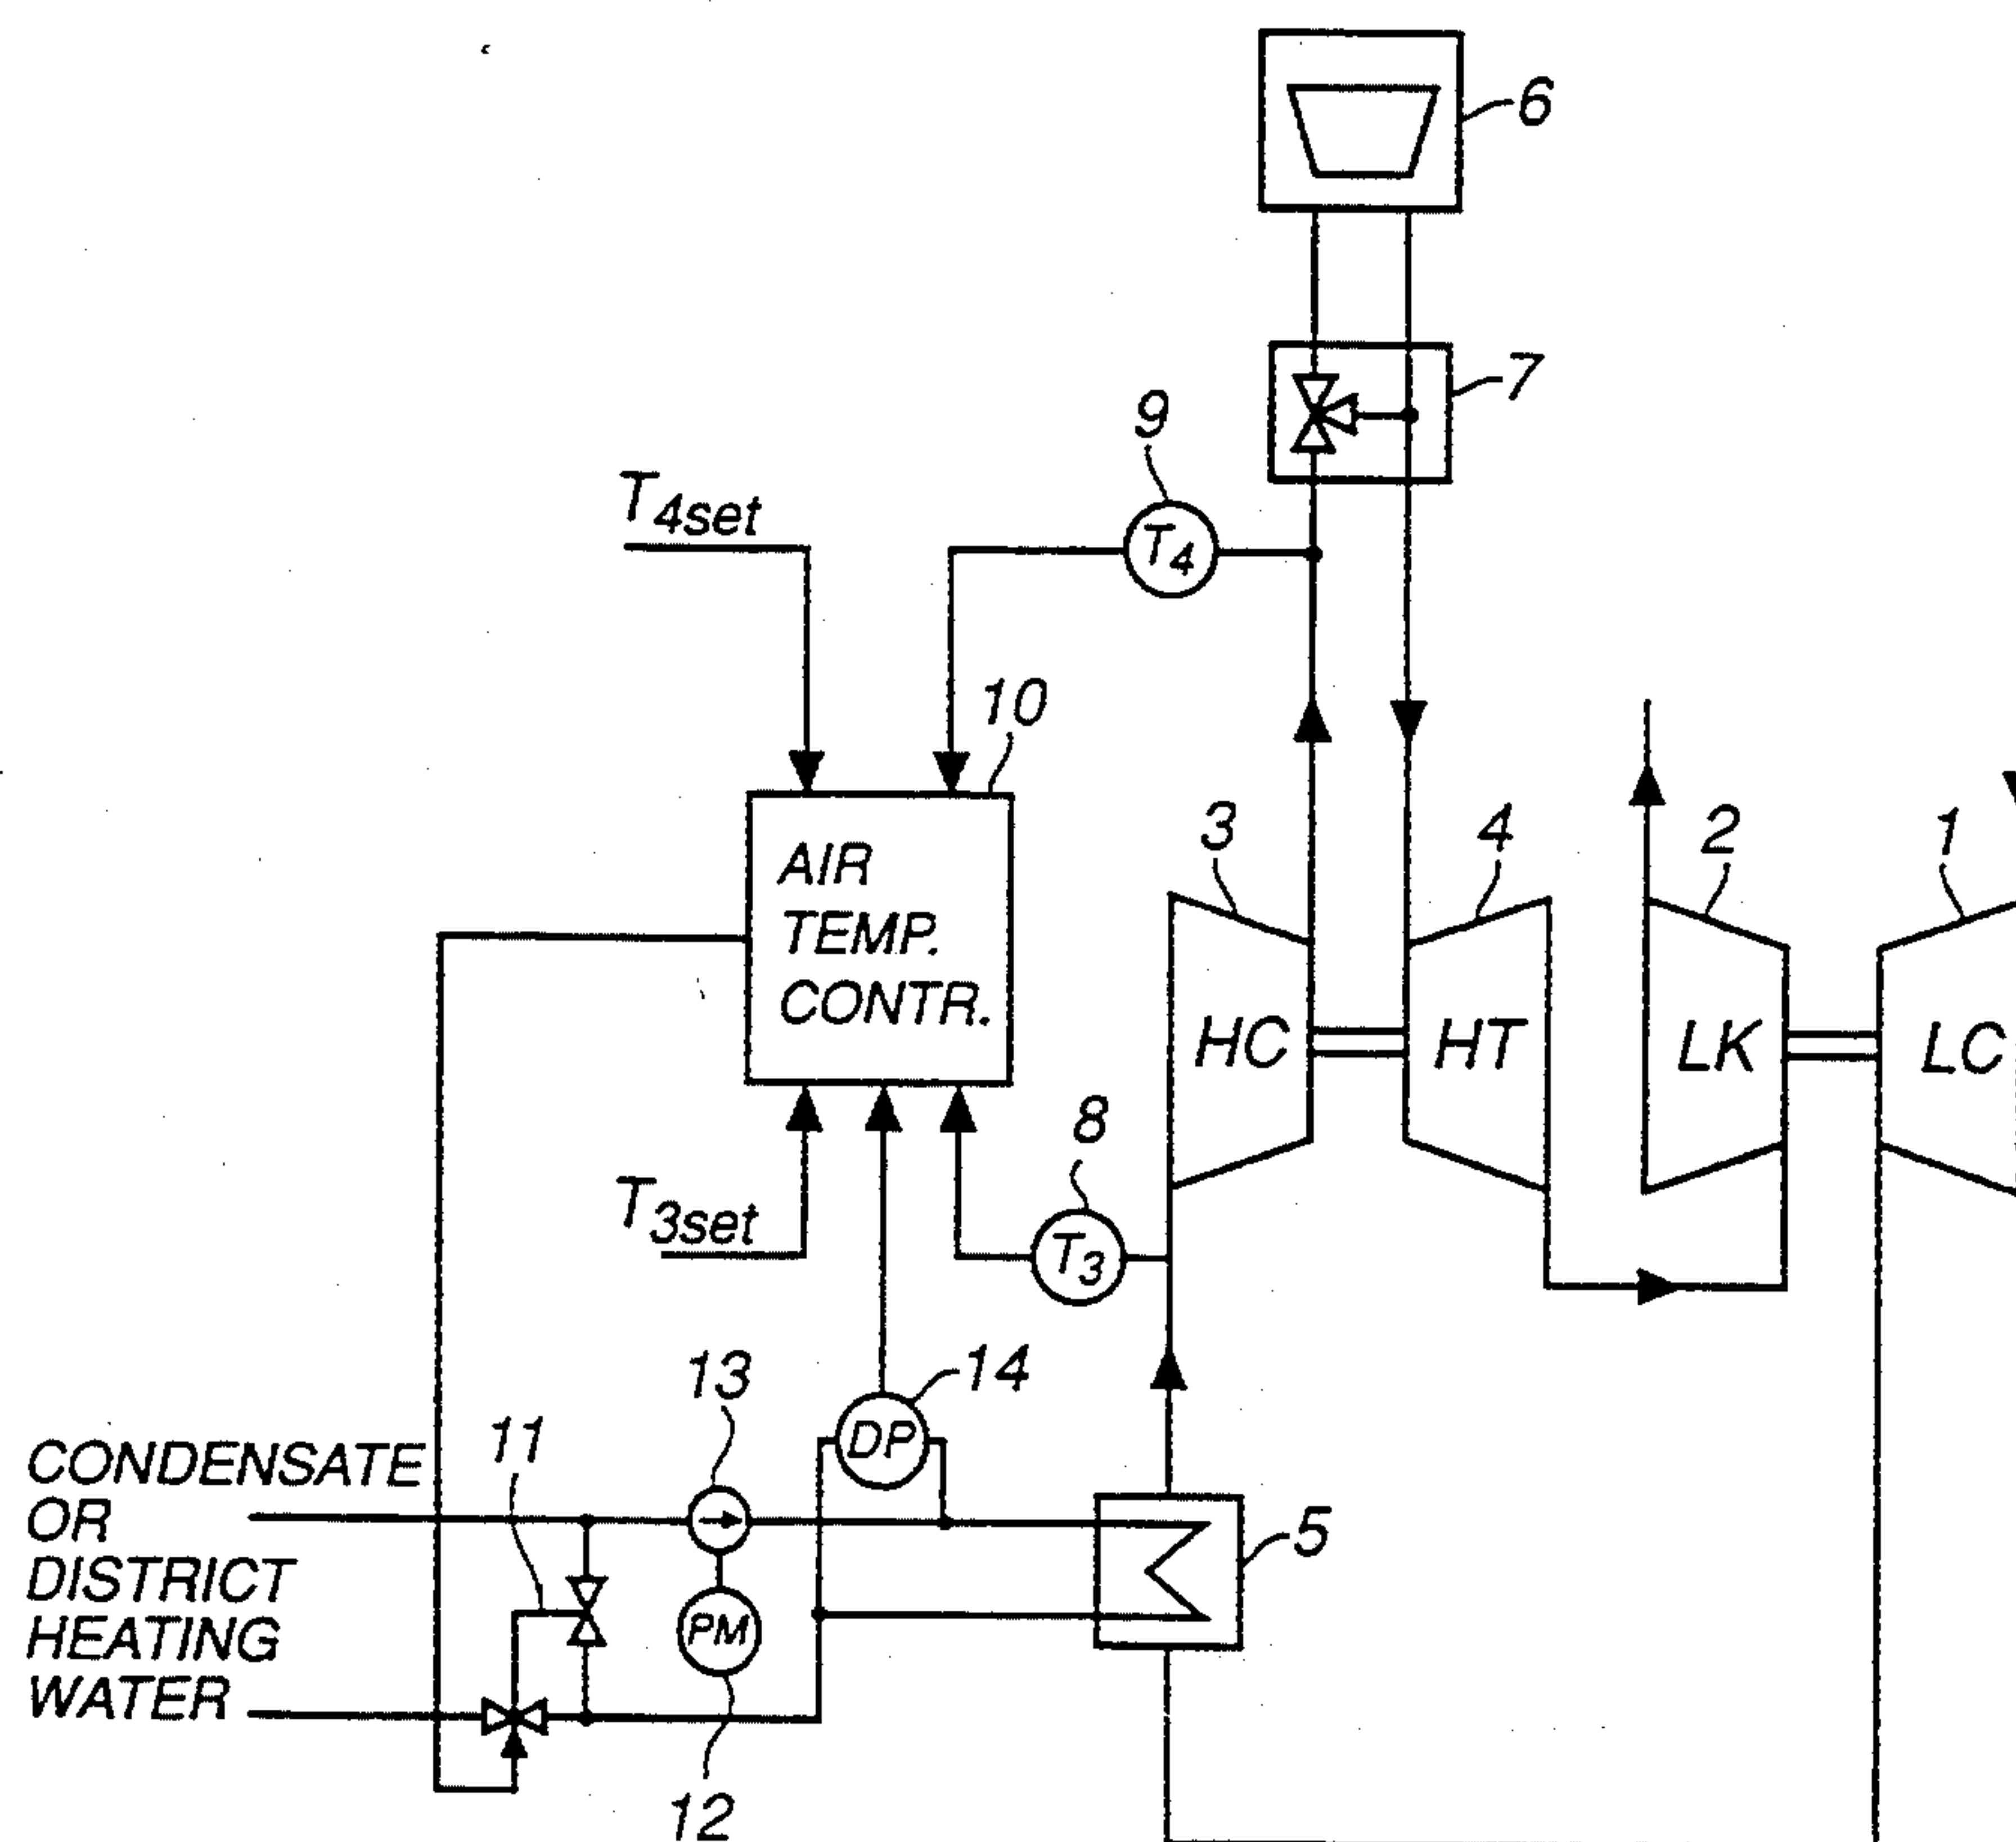 6
7
9
T4set
T4
10
3
4
2
1
AIR
TEMP.
CONTR.
HC
HT
LK
LC
8
T3set
T3
13
14
11
DP
CONDENSATE
OR
DISTRICT
HEATING
WATER
5
PM
12